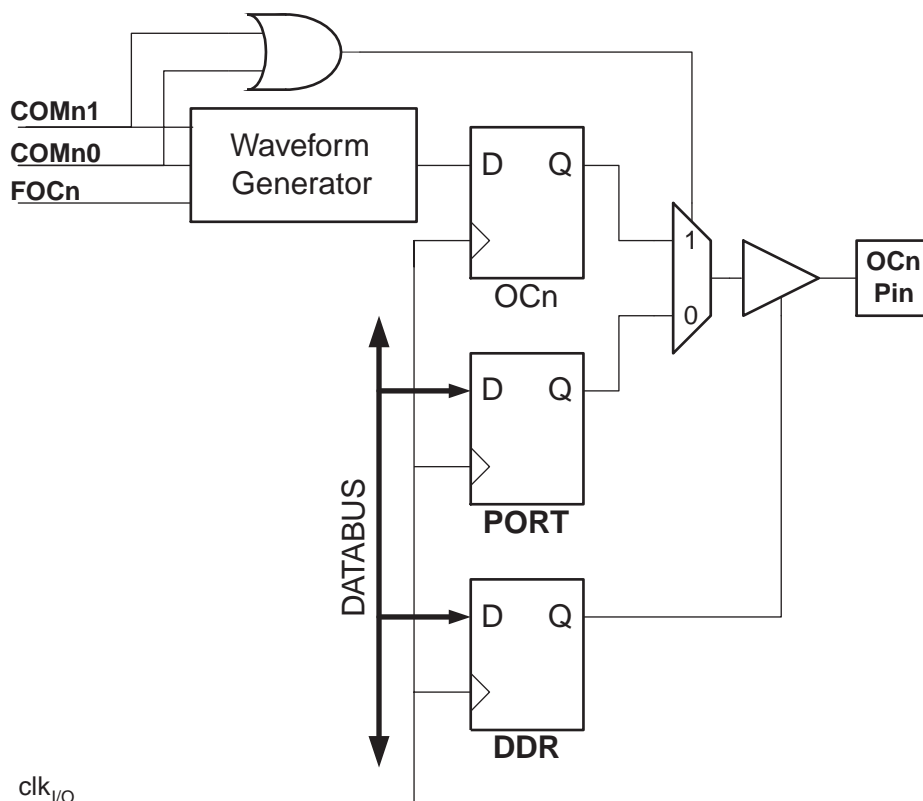 COMn1
COMn0
FOCn
Waveform
Generator
D Q
OCn
1
0
OCn
Pin
D Q
PORT
DATABUS
D Q
DDR
clkI/O